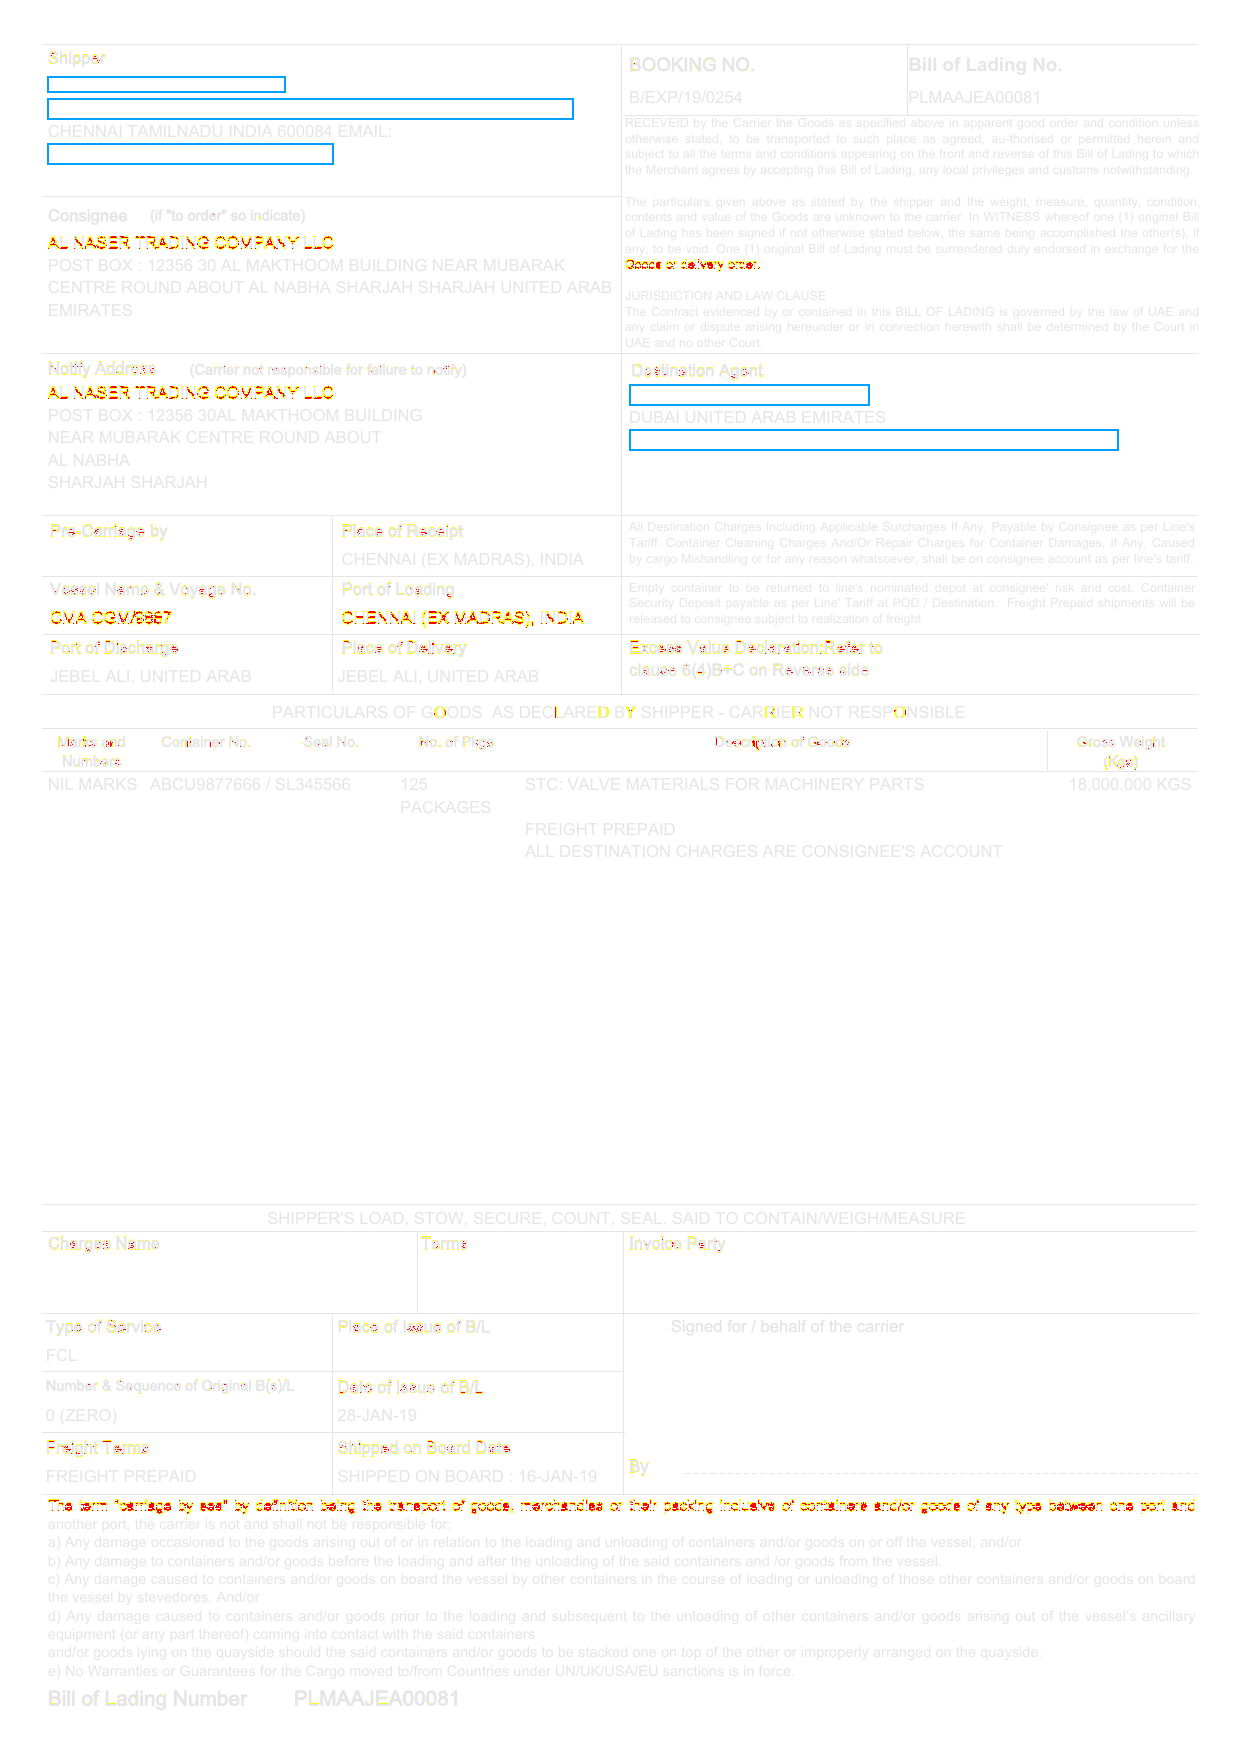 Shipper
CHENNAI TAMILNADU INDIA 600084 EMAIL:
BOOKING NO.
B/EXP/19/0254
Bill of Lading No.
PLMAAJEA00081
RECEVEID by the Carrier the Goods as specified above in apparent good order and condition unless
otherwise stated, to be transported to such place as agreed, au-thorised or permitted herein and
subject to all the terms and conditions appearing on the front and reverse of this Bill of Lading to which
the Merchant agrees by accepting this Bill of Lading, any local privileges and customs notwithstanding.
The particulars given above as stated by the shipper and the weight, measure, quantity, condition,
contents and value of the Goods are unknown to the carrier. In WITNESS whereof one (1) original Bill
of Lading has been signed if not otherwise stated below, the same being accomplished the other(s), if
any, to be void. One (1) original Bill of Lading must be surrendered duly endorsed in exchange for the
Goods or delivery order.
JURISDICTION AND LAW CLAUSE
The Contract evidenced by or contained in this BILL OF LADING is governed by the law of UAE and
any claim or dispute arising hereunder or in connection herewith shall be determined by the Court in
UAE and no other Court.
Consignee (if "to order" so indicate)
AL NASER TRADING COMPANY LLC
POST BOX : 12356 30 AL MAKTHOOM BUILDING NEAR MUBARAK
CENTRE ROUND ABOUT AL NABHA SHARJAH SHARJAH UNITED ARAB
EMIRATES
Notify Address (Carrier not responsible for failure to notify)
AL NASER TRADING COMPANY LLC
POST BOX : 12356 30AL MAKTHOOM BUILDING
NEAR MUBARAK CENTRE ROUND ABOUT
AL NABHA
SHARJAH SHARJAH
Destination Agent
DUBAI UNITED ARAB EMIRATES
Pre-Carriage by
Place of Receipt
CHENNAI (EX MADRAS), INDIA
Vessel Name & Voyage No.
CMA CGM/9887
Port of Loading
CHENNAI (EX MADRAS), INDIA
Port of Discharge
JEBEL ALI, UNITED ARAB
Place of Delivery
JEBEL ALI, UNITED ARAB
All Destination Charges Including Applicable Surcharges If Any, Payable by Consignee as per Line's
Tariff. Container Cleaning Charges And/Or Repair Charges for Container Damages, If Any, Caused
by cargo Mishandling or for any reason whatsoever, shall be on consignee account as per line's tariff.
Empty container to be returned to line's nominated depot at consignee' risk and cost. Container
Security Deposit payable as per Line' Tariff at POD / Destination. Freight Prepaid shipments will be
released to consignee subject to realization of freight
Excess Value Declaration:Refer to
clause 6(4)B+C on Reverse side
PARTICULARS OF GOODS AS DECLARED BY SHIPPER - CARRIER NOT RESPONSIBLE
Marks and
Numbers
Container No.
Seal No.
No. of Pkgs
Description of Goods
Gross Weight
(Kgs)
NIL MARKS ABCU9877666 / SL345566
125
PACKAGES
STC: VALVE MATERIALS FOR MACHINERY PARTS
18,000.000 KGS
FREIGHT PREPAID
ALL DESTINATION CHARGES ARE CONSIGNEE'S ACCOUNT
SHIPPER'S LOAD, STOW, SECURE, COUNT, SEAL. SAID TO CONTAIN/WEIGH/MEASURE
Charges Name
Terms
Invoice Party
Type of Service
FCL
Place of Issue of B/L
Signed for / behalf of the carrier
Number & Sequence of Original B(s)/L
0 (ZERO)
Date of Issue of B/L
28-JAN-19
Freight Terms
FREIGHT PREPAID
Shipped on Board Date
SHIPPED ON BOARD : 16-JAN-19
By
The term "carriage by sea" by definition being the transport of goods, merchandise or their packing inclusive of containers and/or goods of any type between one port and
another port, the carrier is not and shall not be responsible for:
a) Any damage occasioned to the goods arising out of or in relation to the loading and unloading of containers and/or goods on or off the vessel; and/or
b) Any damage to containers and/or goods before the loading and after the unloading of the said containers and /or goods from the vessel.
c) Any damage caused to containers and/or goods on board the vessel by other containers in the course of loading or unloading of those other containers and/or goods on board
the vessel by stevedores. And/or
d) Any damage caused to containers and/or goods prior to the loading and subsequent to the unloading of other containers and/or goods arising out of the vessel's ancillary
equipment (or any part thereof) coming into contact with the said containers
and/or goods lying on the quayside should the said containers and/or goods to be stacked one on top of the other or improperly arranged on the quayside.
e) No Warranties or Guarantees for the Cargo moved to/from Countries under UN/UK/USA/EU sanctions is in force.
Bill of Lading Number PLMAAJEA00081